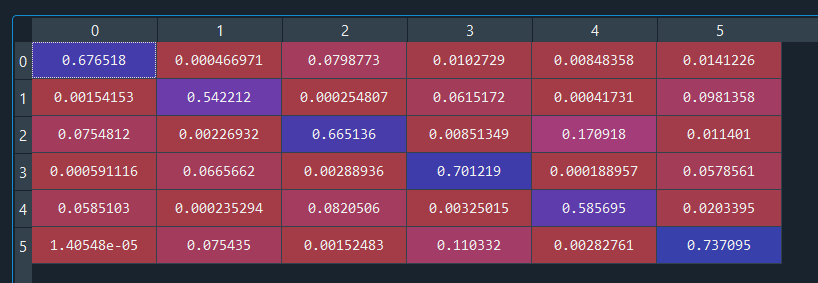 0 1 2 3 4 5
0 0.676518 0.000466971 0.0798773 0.0102729 0.00848358 0.0141226
1 0.00154153 0.542212 0.000254807 0.0615172 0.00041731 0.0981358
2 0.0754812 0.00226932 0.665136 0.00851349 0.170918 0.011401
3 0.000591116 0.0665662 0.00288936 0.701219 0.000188957 0.0578561
4 0.0585103 0.000235294 0.0820506 0.00325015 0.585695 0.0203395
5 1.40548e-05 0.075435 0.00152483 0.110332 0.00282761 0.737095